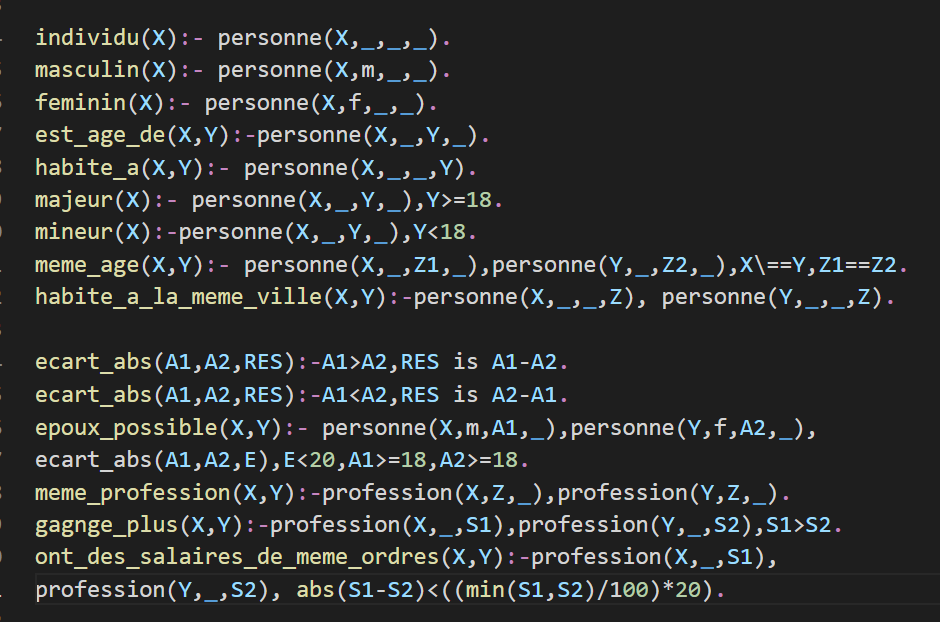 individu(X):- personne(X,_,_,_).
masculin(X):- personne(X,m,_,_).
feminin(X):- personne(X,f,_,_).
est_age_de(X,Y):-personne(X,_,Y,_).
habite_a(X,Y):- personne(X,_,_,Y).
majeur(X):- personne(X,_,Y,_),Y>=18.
mineur(X):-personne(X,_,Y,_),Y<18.
meme_age(X,Y):- personne(X,_,Z1,_),personne(Y,_,Z2,_),X\==Y,Z1==Z2.
habite_a_la_meme_ville(X,Y):-personne(X,_,_,Z), personne(Y,_,_,Z).
ecart_abs(A1,A2,RES):-A1>A2,RES is A1-A2.
ecart_abs(A1,A2,RES):-A1<A2,RES is A2-A1.
epoux_possible(X,Y):- personne(X,m,A1,_),personne(Y,f,A2,_),
ecart_abs(A1,A2,E),E<20,A1>=18,A2>=18.
meme_profession(X,Y):-profession(X,Z,_),profession(Y,Z,_).
gagnge_plus(X,Y):-profession(X,_,S1),profession(Y,_,S2),S1>S2.
ont_des_salaires_de_meme_ordres(X,Y):-profession(X,_,S1),
profession(Y,_,S2), abs(S1-S2)<((min(S1,S2)/100)*20).